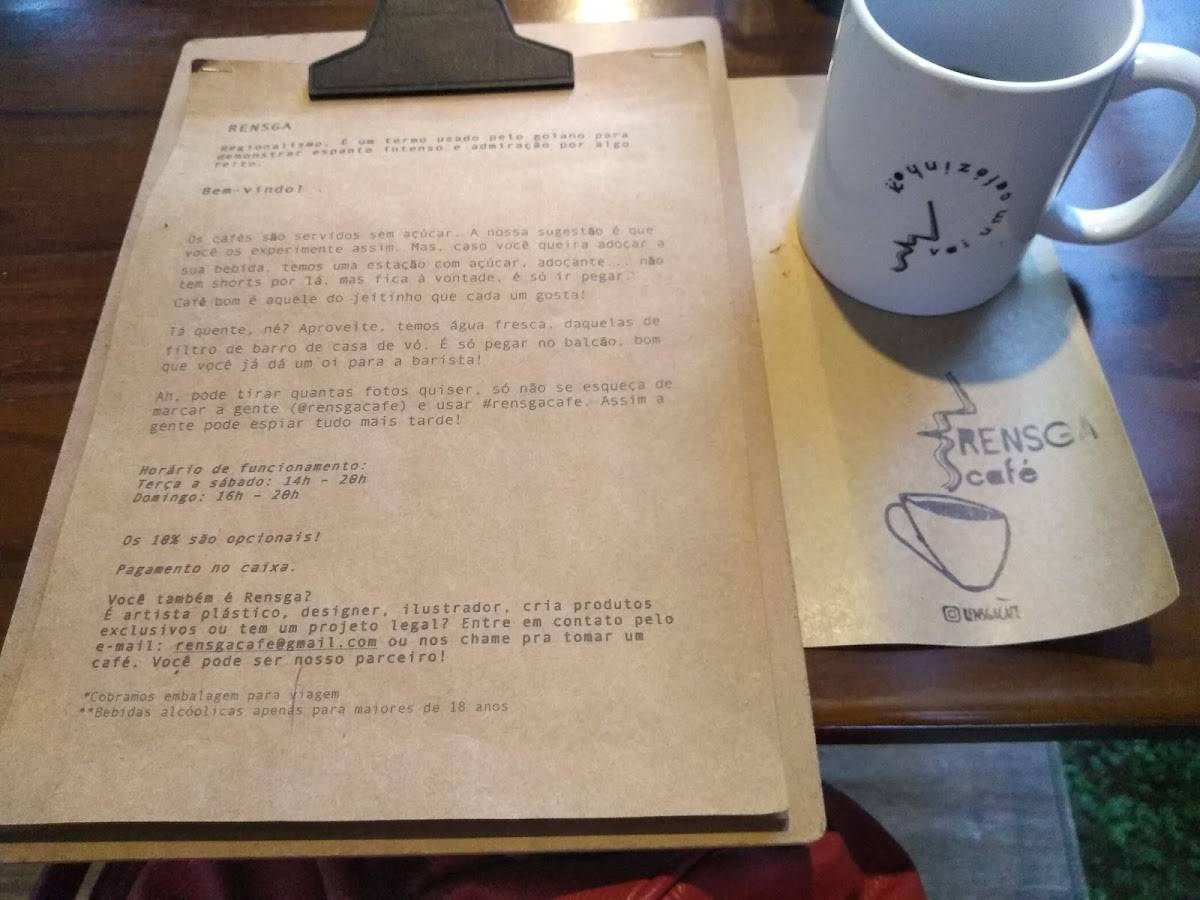 RENSGA
Regionalismo. É um termo usado pelo goiano para
demonstrar espanto intenso e admiração por algo
feito.
Bem-vindo!
Os cafés são servidos sem açúcar. A nossa sugestão é que
você os experimente assim. Mas, caso você queira adoçar a
sua bebida, temos uma estação com açúcar, adoçante... não
tem shorts por lá, mas fica à vontade, é só ir pegar.
Café bom é aquele do jeitinho que cada um gosta!
Tá quente, né? Aproveite, temos água fresca, daquelas de
filtro de barro de casa de vó. É só pegar no balcão, bom
que você já dá um oi para a barista!
Ah, pode tirar quantas fotos quiser, só não se esqueça de
marcar a gente (@rensgacafe) e usar #rensgacafe. Assim a
gente pode espiar tudo mais tarde!
Horário de funcionamento:
Terça a sábado: 14h - 20h
Domingo: 16h - 20h
Os 10% são opcionais!
Pagamento no caixa.
Você também é Rensga?
É artista plástico, designer, ilustrador, cria produtos
exclusivos ou tem um projeto legal? Entre em contato pelo
e-mail: rensgacafe@gmail.com ou nos chame pra tomar um
café. Você pode ser nosso parceiro!
*Cobramos embalagem para viagem
**Bebidas alcóolicas apenas para maiores de 18 anos
um cafézinho
RENSGA
café
RENSGACAFE